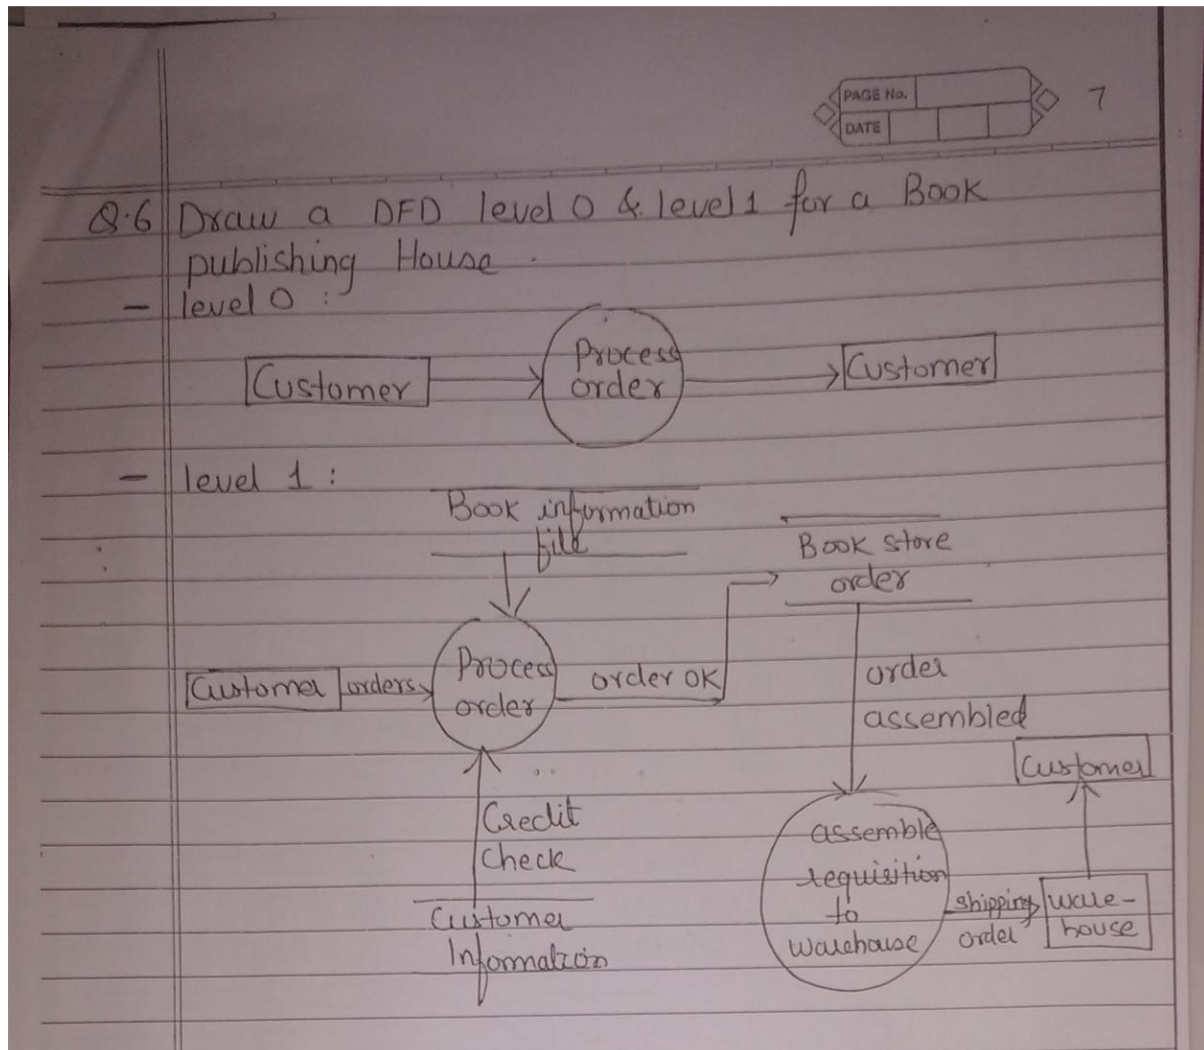 PAGE No.
DATE
7
Q.6 Draw a DFD level 0 & level 1 for a Book
publishing House.
- level 0 :
Customer
Process
order
Customer
- level 1 :
Book information
file
Book store
order
Customer
orders
Process
order
order OK
order
assembled
Customer
Credit
Check
assemble
requisition
to
warehouse
shipping
order
ware-
house
Customer
Information